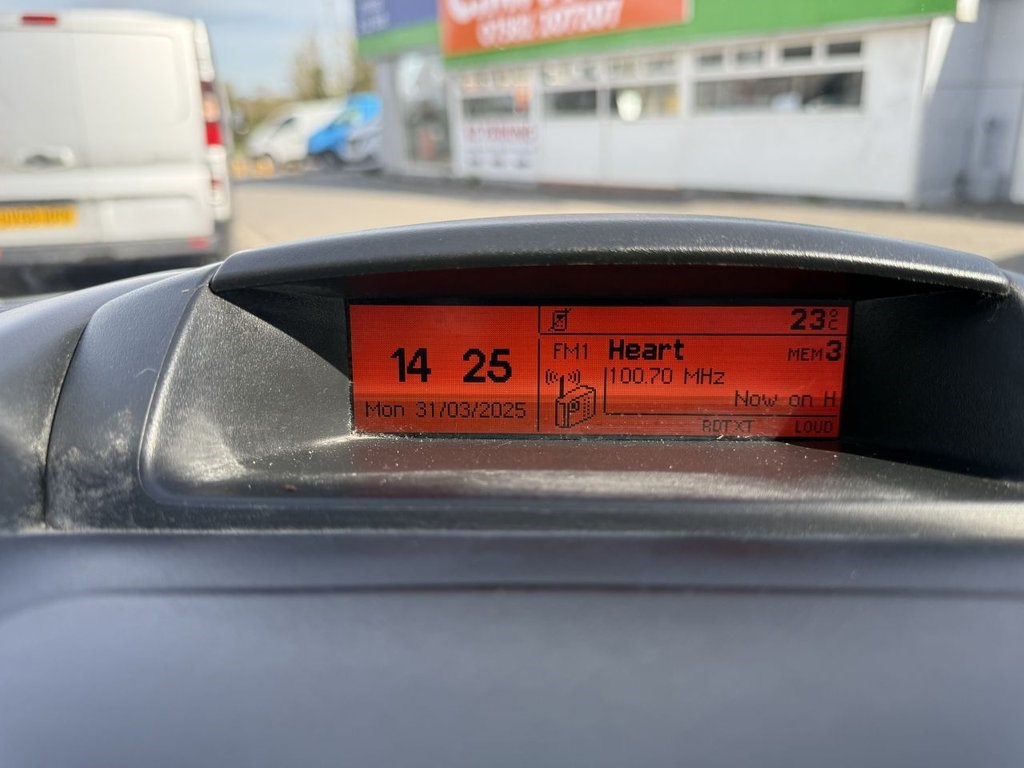 23°C
14 25
FM1 Heart MEM 3
100.70 MHz
Now on H
Mon 31/03/2025
RDTXT LOUD